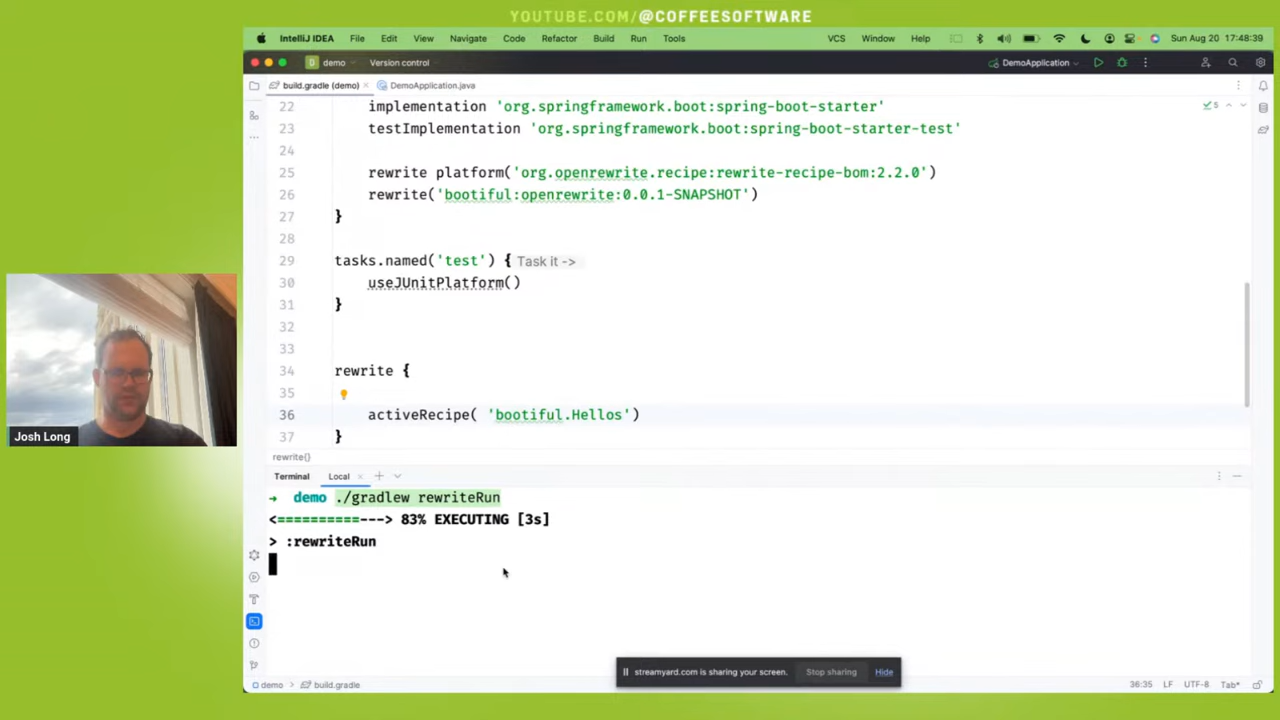 YOUTUBE.COM/@COFFEESOFTWARE
IntelliJ IDEA File Edit View Navigate Code Refactor Build Run Tools VCS Window Help Sun Aug 20 17:48:39
demo Version control DemoApplication
build.gradle (demo) DemoApplication.java
22 implementation 'org.springframework.boot:spring-boot-starter' 5
23 testImplementation 'org.springframework.boot:spring-boot-starter-test'
24
25 rewrite platform('org.openrewrite.recipe:rewrite-recipe-bom:2.2.0')
26 rewrite('bootiful:openrewrite:0.0.1-SNAPSHOT')
27 }
28
29 tasks.named('test') { Task it ->
30 useJUnitPlatform()
31 }
32
33
34 rewrite {
35
36 activeRecipe( 'bootiful.Hellos')
37 }
rewrite{}
Josh Long
Terminal Local
→ demo ./gradlew rewriteRun
<==========---> 83% EXECUTING [3s]
> :rewriteRun
streamyard.com is sharing your screen. Stop sharing Hide
demo > build.gradle 36:35 LF UTF-8 Tab*